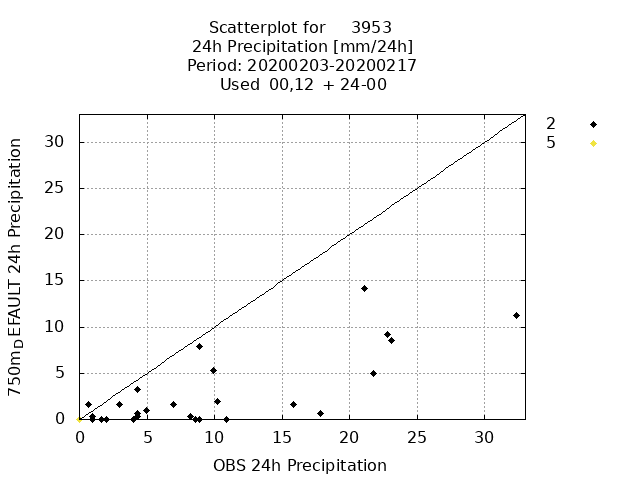 Scatterplot for 3953
24h Precipitation [mm/24h]
Period: 20200203-20200217
Used 00,12 + 24-00
2
5
30
25
20
15
10
5
0
0 5 10 15 20 25 30
750mDEFAULT 24h Precipitation
OBS 24h Precipitation